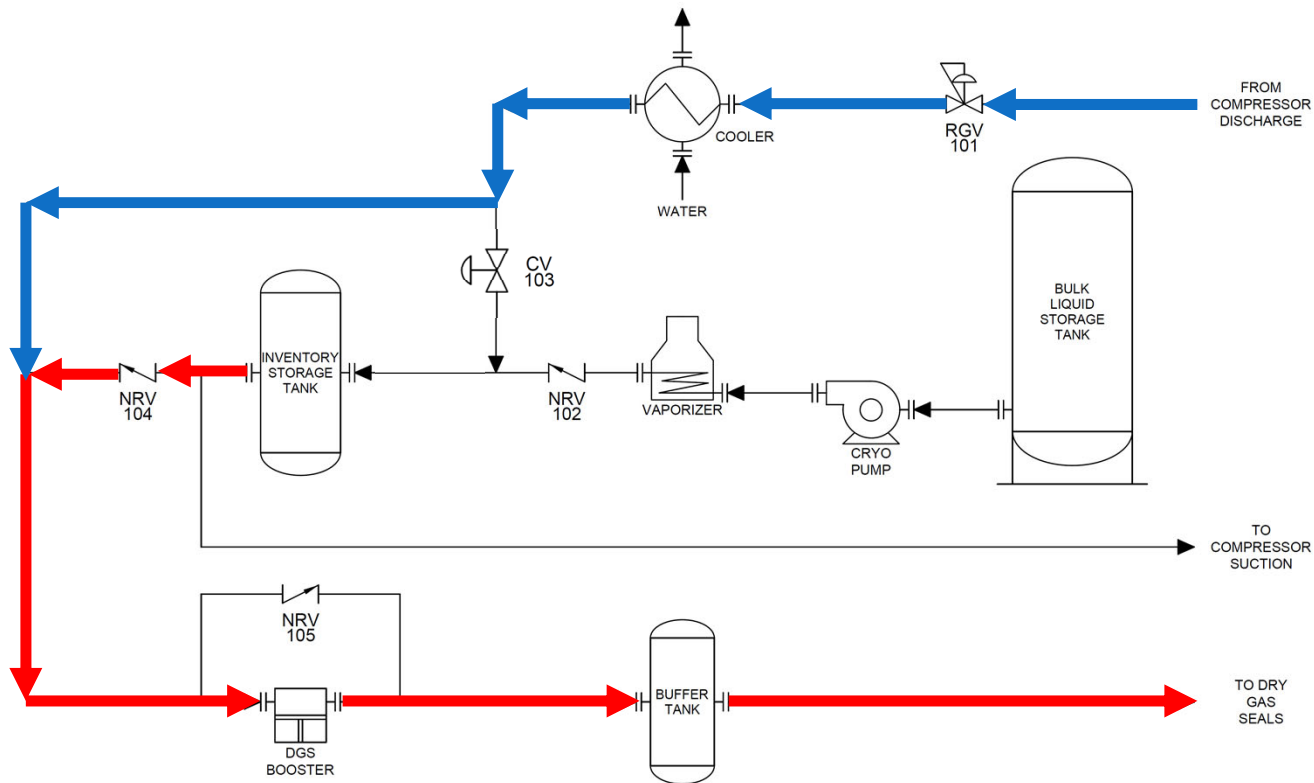 FROM
COMPRESSOR
DISCHARGE
COOLER
RGV
101
WATER
CV
103
BULK
LIQUID
STORAGE
TANK
INVENTORY
STORAGE
TANK
NRV
104
NRV
102
VAPORIZER
CRYO
PUMP
TO
COMPRESSOR
SUCTION
NRV
105
BUFFER
TANK
TO DRY
GAS
SEALS
DGS
BOOSTER